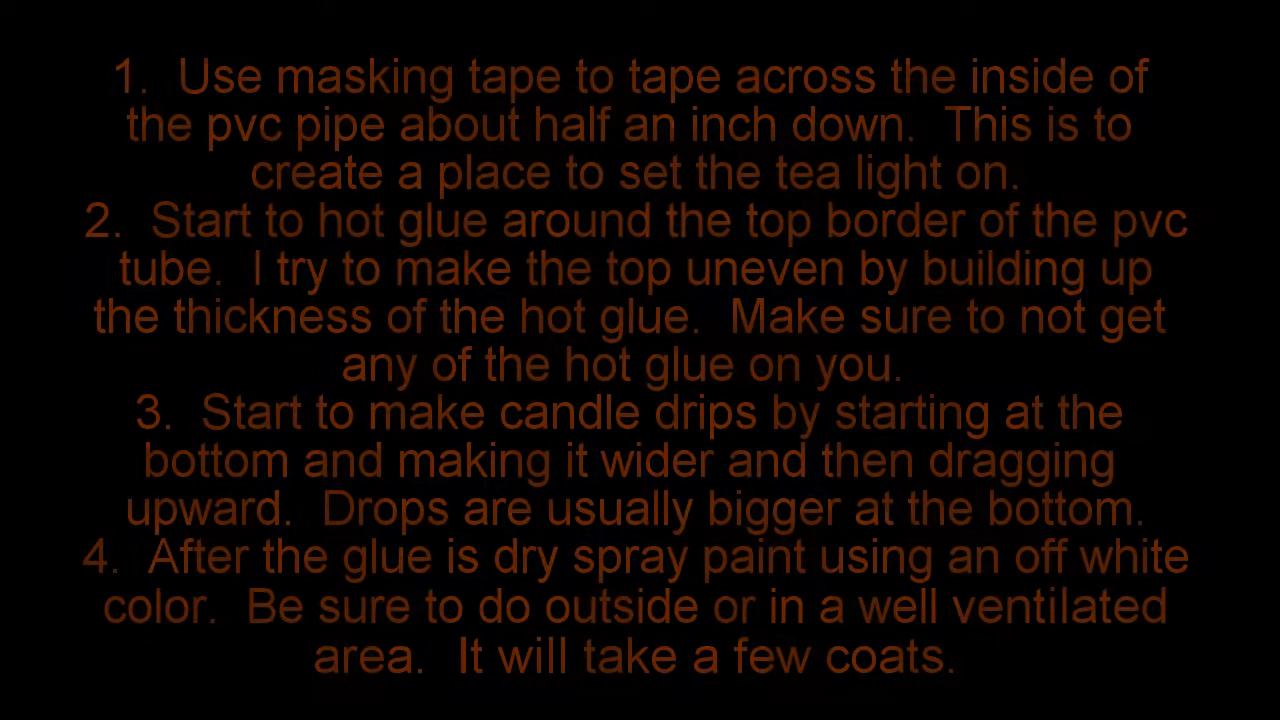 1.  Use masking tape to tape across the inside of
the pvc pipe about half an inch down.  This is to
create a place to set the tea light on.
2.  Start to hot glue around the top border of the pvc
tube.  I try to make the top uneven by building up
the thickness of the hot glue.  Make sure to not get
any of the hot glue on you.
3.  Start to make candle drips by starting at the
bottom and making it wider and then dragging
upward.  Drops are usually bigger at the bottom.
4.  After the glue is dry spray paint using an off white
color.  Be sure to do outside or in a well ventilated
area.  It will take a few coats.